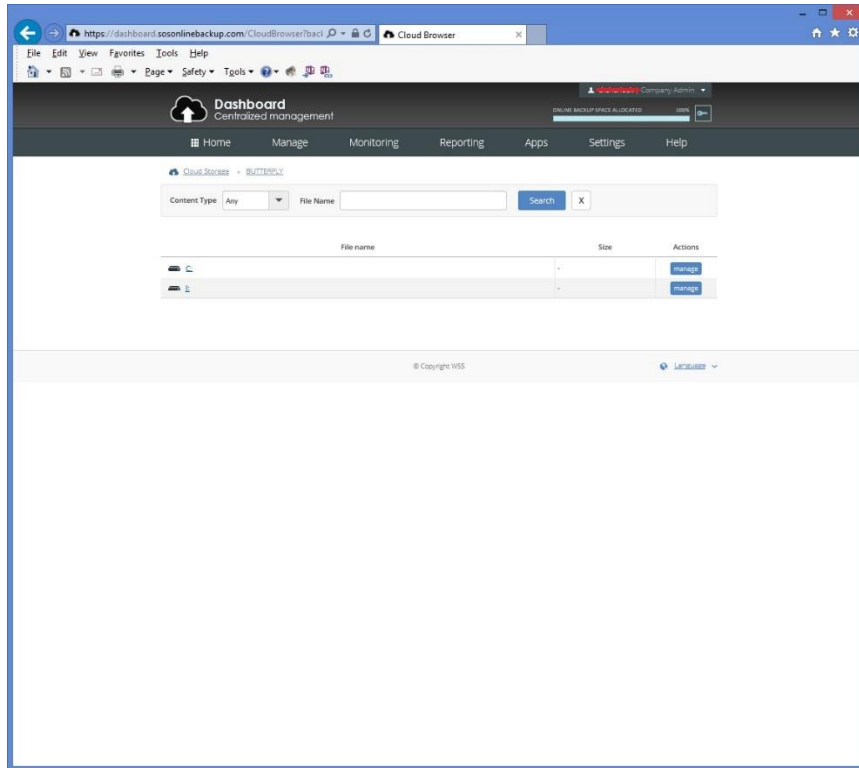 https://dashboard.sosonlinebackup.com/CloudBrowser?bacl
Cloud Browser
File Edit View Favorites Tools Help
Page Safety Tools
Company Admin
Dashboard
Centralized management
ONLINE BACKUP SPACE ALLOCATED 100%
Home Manage Monitoring Reporting Apps Settings Help
Cloud Storage « BUTTERFLY
Content Type Any File Name Search X
File name Size Actions
C: - manage
I: - manage
© Copyright WSS Language